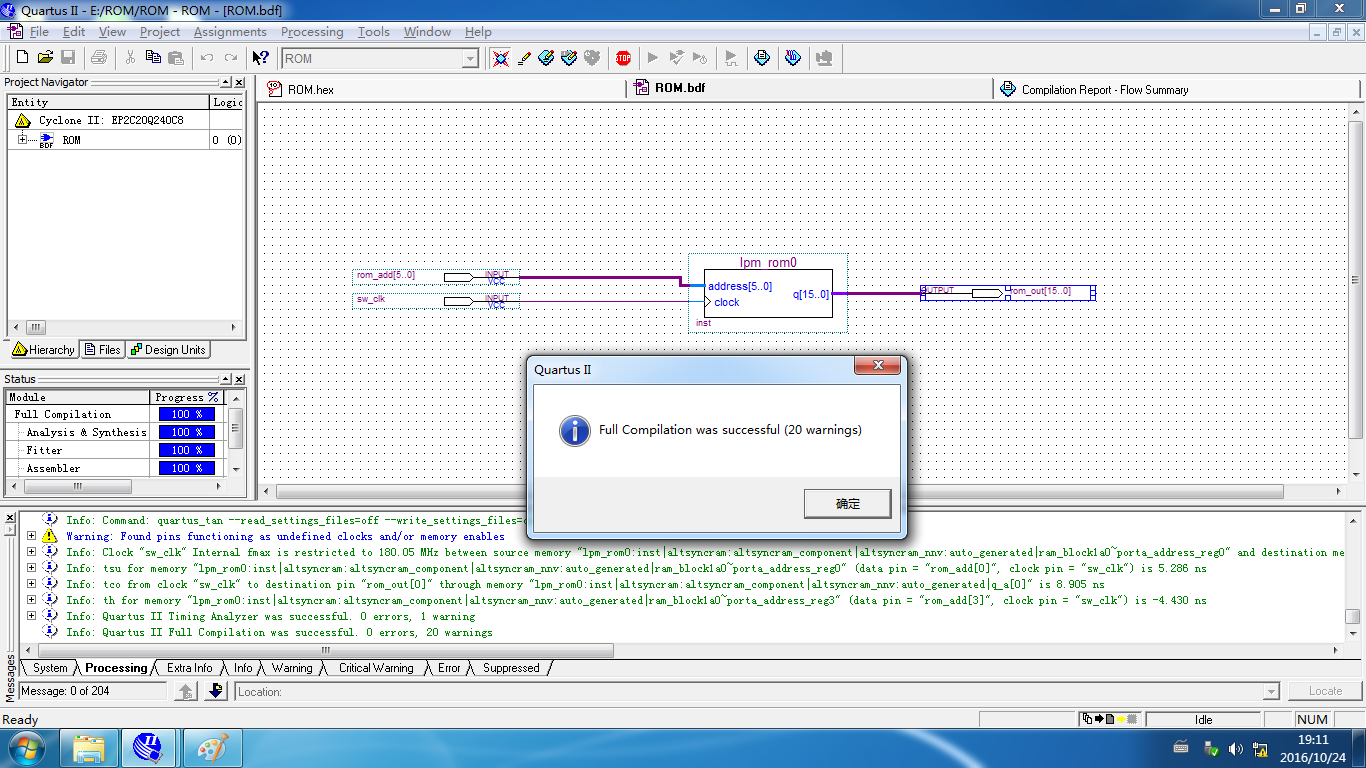 Quartus II - E:/ROM/ROM - ROM - [ROM.bdf]
File Edit View Project Assignments Processing Tools Window Help
ROM
STOP
Project Navigator
ROM.hex
ROM.bdf
Compilation Report - Flow Summary
Entity Logic
Cyclone II: EP2C20Q240C8
BDF ROM 0 (0)
lpm_rom0
rom_add[5..0] INPUT VCC
address[5..0]
q[15..0]
OUTPUT rom_out[15..0]
sw_clk INPUT VCC
clock
inst
Hierarchy Files Design Units
Status
Module Progress %
Full Compilation 100 %
Analysis & Synthesis 100 %
Fitter 100 %
Assembler 100 %
Quartus II
Full Compilation was successful (20 warnings)
确定
Info: Command: quartus_tan --read_settings_files=off --write_settings_files=
Warning: Found pins functioning as undefined clocks and/or memory enables
Info: Clock "sw_clk" Internal fmax is restricted to 180.05 MHz between source memory "lpm_rom0:inst|altsyncram:altsyncram_component|altsyncram_nnv:auto_generated|ram_block1a0~porta_address_reg0" and destination me
Info: tsu for memory "lpm_rom0:inst|altsyncram:altsyncram_component|altsyncram_nnv:auto_generated|ram_block1a0~porta_address_reg0" (data pin = "rom_add[0]", clock pin = "sw_clk") is 5.286 ns
Info: tco from clock "sw_clk" to destination pin "rom_out[0]" through memory "lpm_rom0:inst|altsyncram:altsyncram_component|altsyncram_nnv:auto_generated|q_a[0]" is 8.905 ns
Info: th for memory "lpm_rom0:inst|altsyncram:altsyncram_component|altsyncram_nnv:auto_generated|ram_block1a0~porta_address_reg3" (data pin = "rom_add[3]", clock pin = "sw_clk") is -4.430 ns
Info: Quartus II Timing Analyzer was successful. 0 errors, 1 warning
Info: Quartus II Full Compilation was successful. 0 errors, 20 warnings
System Processing Extra Info Info Warning Critical Warning Error Suppressed
Messages
Message: 0 of 204
Location:
Locate
Ready
Idle
NUM
19:11
2016/10/24